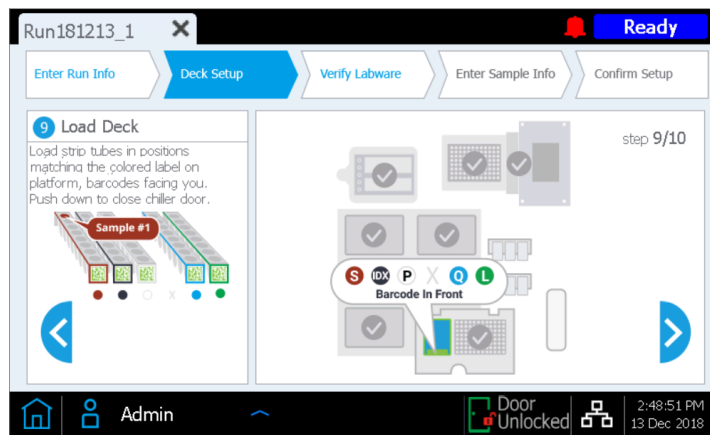 Run181213_1
Ready
Enter Run Info
Deck Setup
Verify Labware
Enter Sample Info
Confirm Setup
9 Load Deck
Load strip tubes in positions
matching the colored label on
platform, barcodes facing you.
Push down to close chiller door.
Sample #1
X
step 9/10
S IDX P X Q L
Barcode In Front
Admin
Door
Unlocked
2:48:51 PM
13 Dec 2018